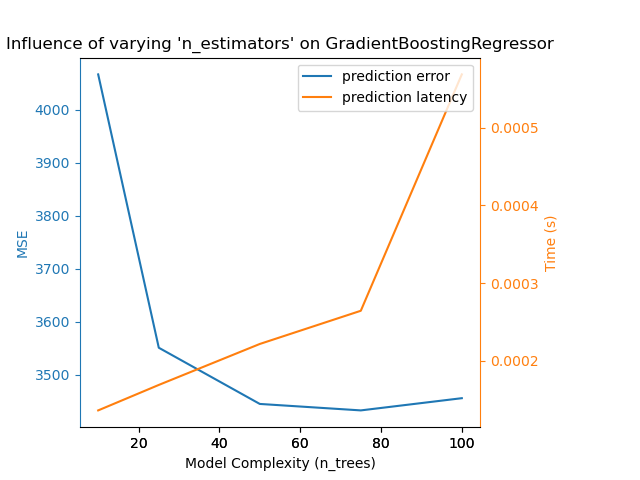 Influence of varying 'n_estimators' on GradientBoostingRegressor
prediction error
prediction latency
4000
3900
3800
3700
3600
3500
MSE
0.0005
0.0004
0.0003
0.0002
Time (s)
20 40 60 80 100
Model Complexity (n_trees)